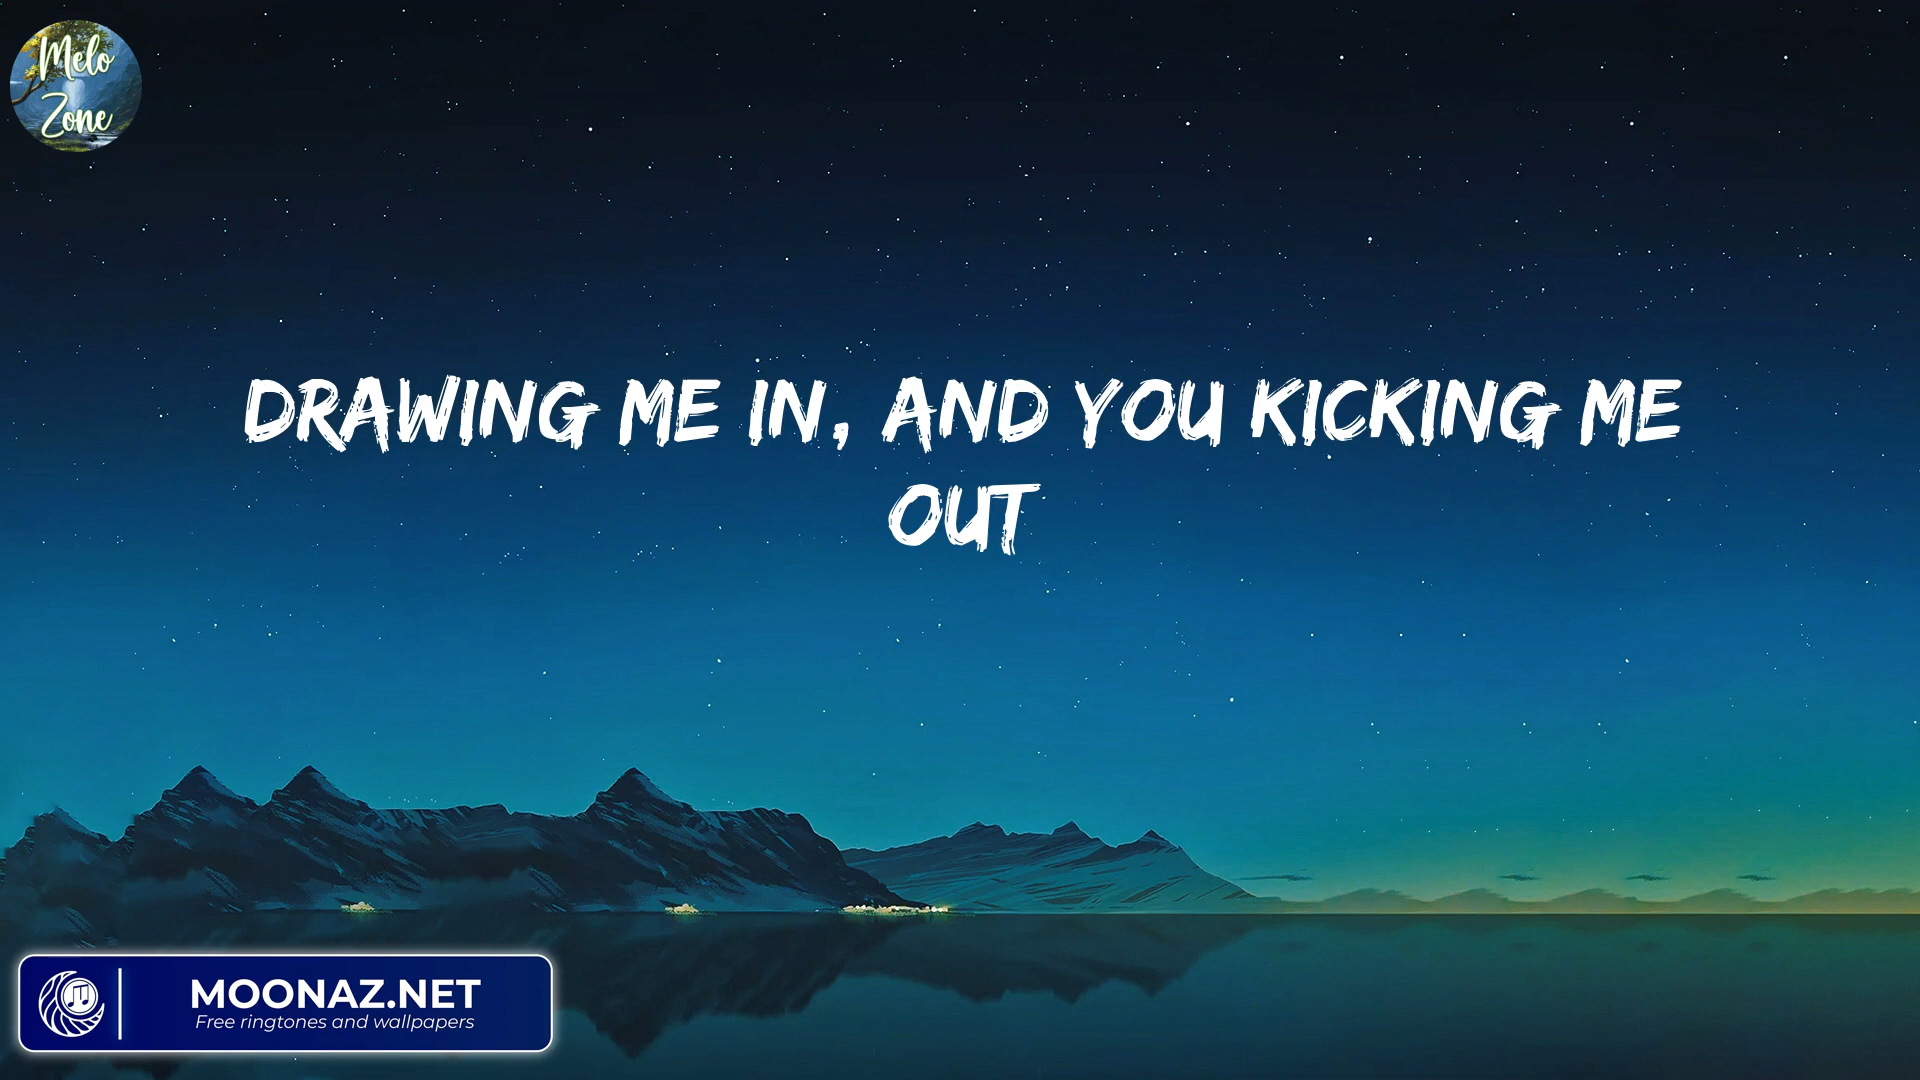 Melo
Zone
DRAWING ME IN, AND YOU KICKING ME
OUT
MOONAZ.NET
Free ringtones and wallpapers